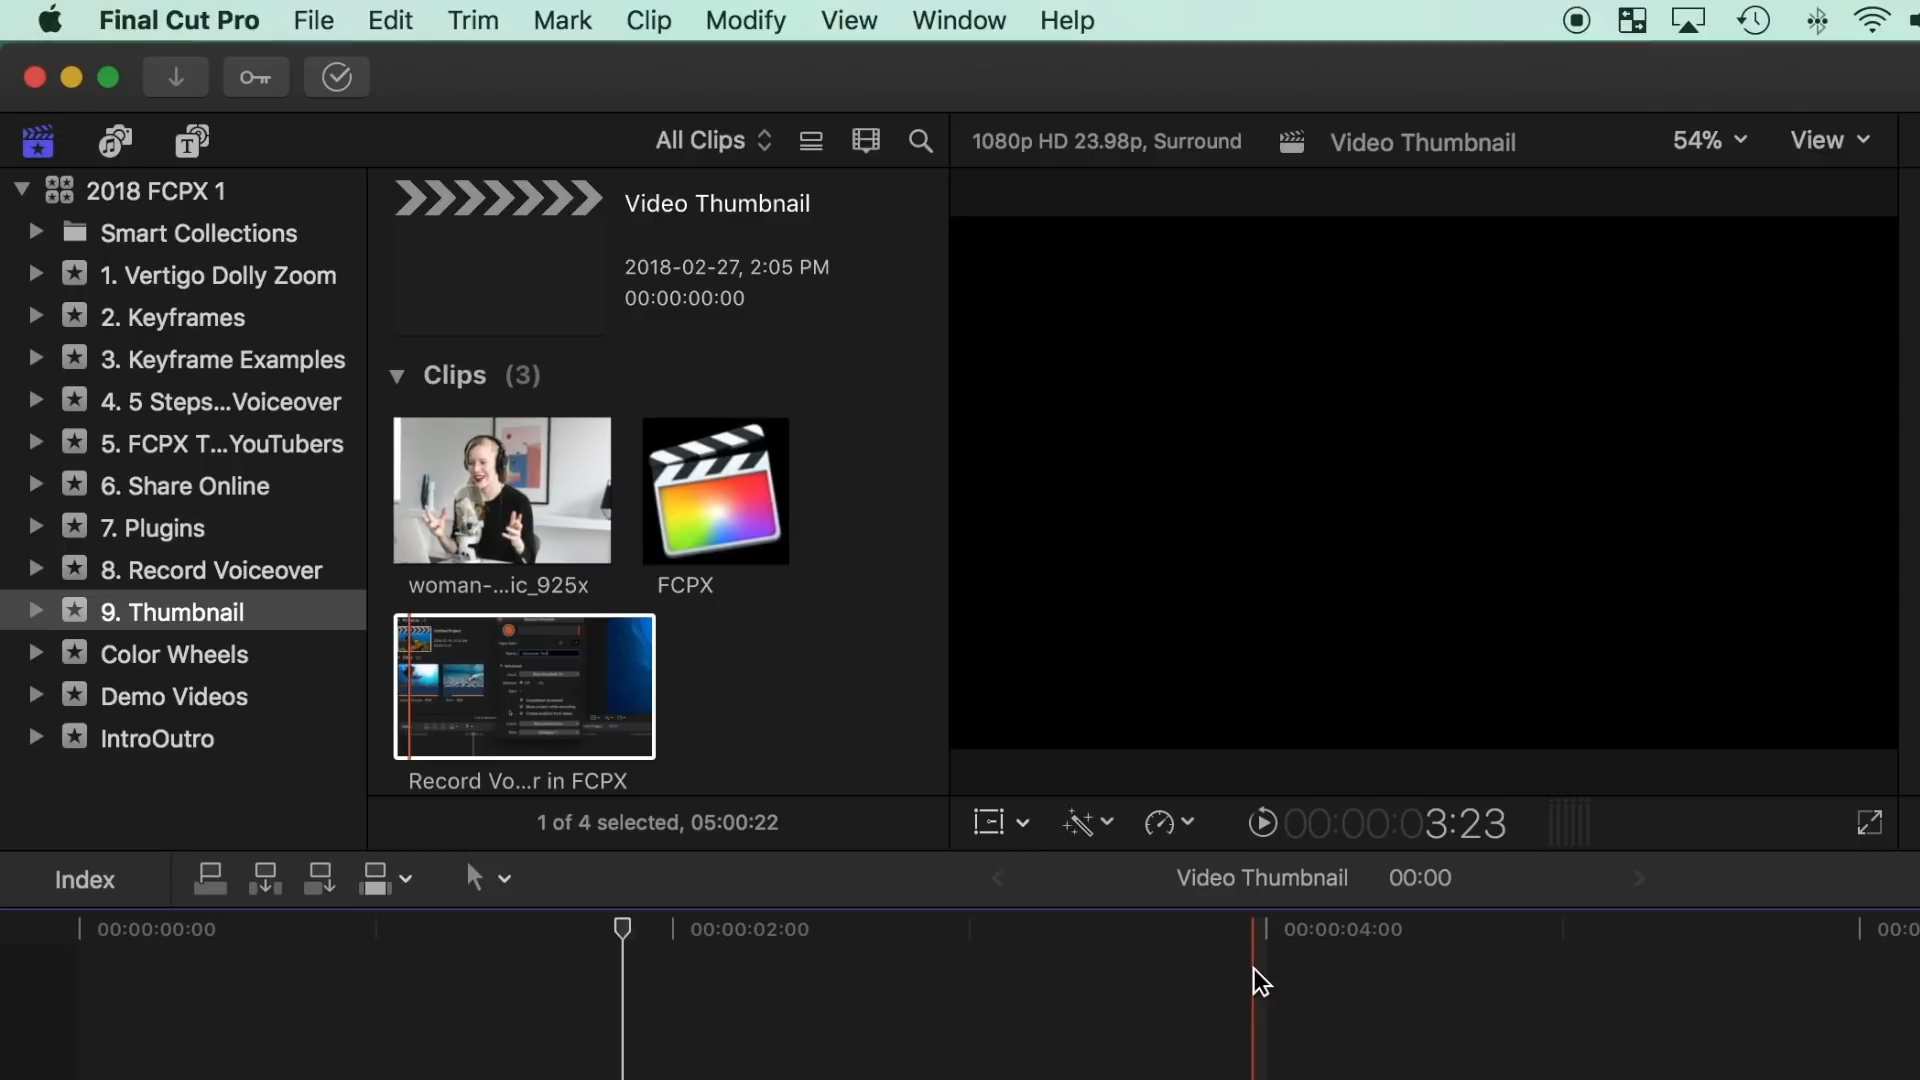 Final Cut Pro File Edit Trim Mark Clip Modify View Window Help
All Clips
1080p HD 23.98p, Surround
Video Thumbnail
54%
View
2018 FCPX 1
Smart Collections
1. Vertigo Dolly Zoom
2. Keyframes
3. Keyframe Examples
4. 5 Steps...Voiceover
5. FCPX T...YouTubers
6. Share Online
7. Plugins
8. Record Voiceover
9. Thumbnail
Color Wheels
Demo Videos
IntroOutro
Video Thumbnail
2018-02-27, 2:05 PM
00:00:00:00
Clips (3)
woman-...ic_925x
FCPX
Record Vo...r in FCPX
1 of 4 selected, 05:00:22
00:00:03:23
Index
Video Thumbnail 00:00
00:00:00:00
00:00:02:00
00:00:04:00